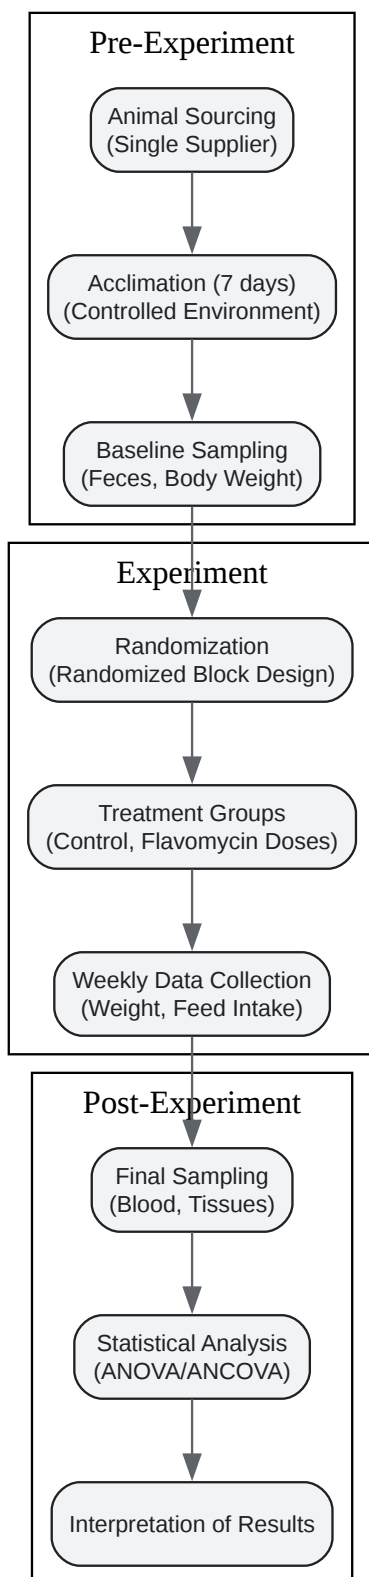 Pre-Experiment
Animal Sourcing
(Single Supplier)
Acclimation (7 days)
(Controlled Environment)
Baseline Sampling
(Feces, Body Weight)
Experiment
Randomization
(Randomized Block Design)
Treatment Groups
(Control, Flavomycin Doses)
Weekly Data Collection
(Weight, Feed Intake)
Post-Experiment
Final Sampling
(Blood, Tissues)
Statistical Analysis
(ANOVA/ANCOVA)
Interpretation of Results